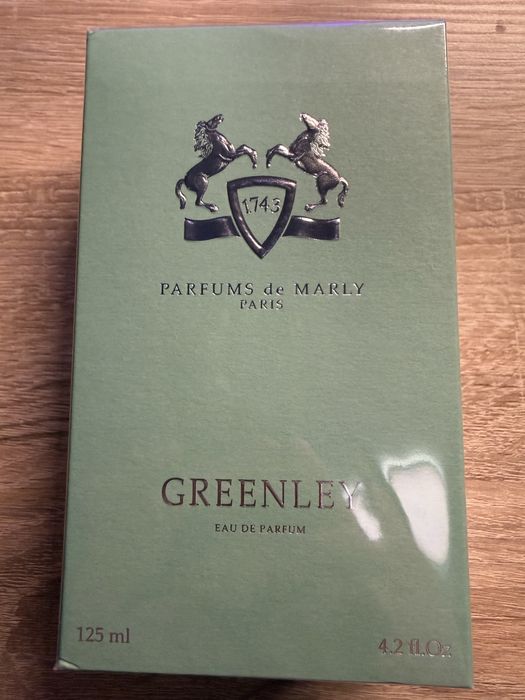 1743
PARFUMS de MARLY
PARIS
GREENLEY
EAU DE PARFUM
125 ml
4.2 fl.Oz